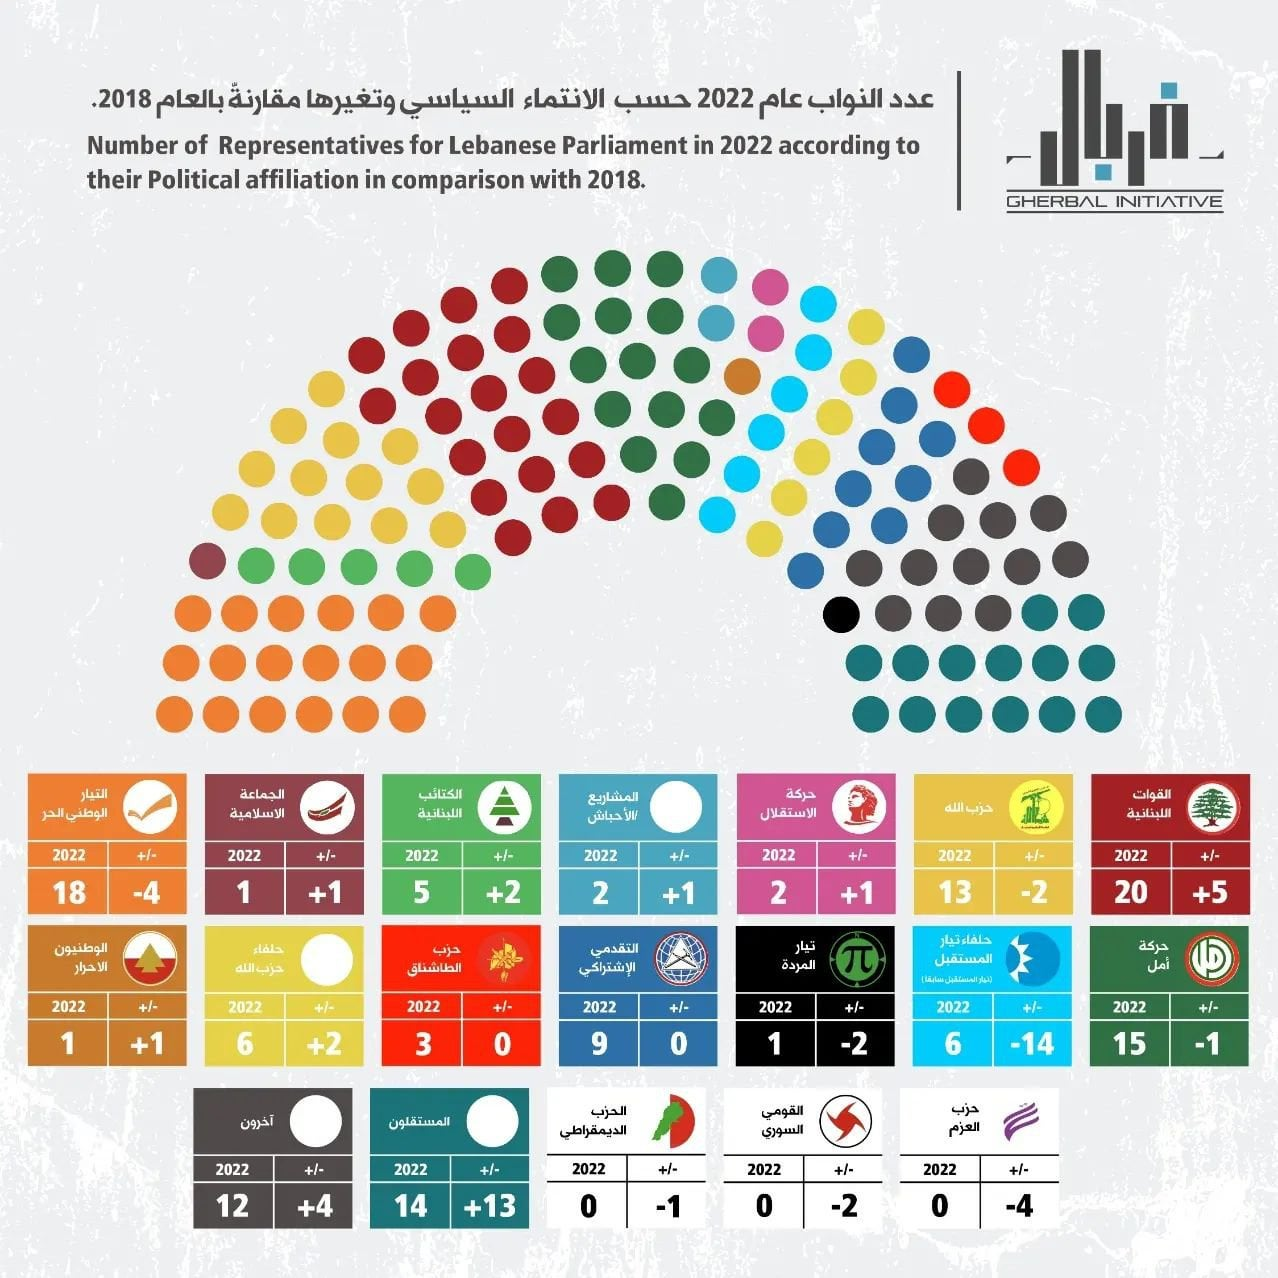 عدد النواب عام 2022 حسب الانتماء السياسي وتغيرها مقارنةً بالعام 2018.
Number of Representatives for Lebanese Parliament in 2022 according to
their Political affiliation in comparison with 2018.
غربال
GHERBAL INITIATIVE
التيار
الوطني الحر
2022 +/-
18 -4
الجماعة
الاسلامية
2022 +/-
1 +1
الكتائب
اللبنانية
2022 +/-
5 +2
المشاريع
/الأحباش
2022 +/-
2 +1
حركة
الاستقلال
2022 +/-
2 +1
حزب الله
2022 +/-
13 -2
القوات
اللبنانية
2022 +/-
20 +5
الوطنيون
الاحرار
2022 +/-
1 +1
حلفاء
حزب الله
2022 +/-
6 +2
حزب
الطاشناق
2022 +/-
3 0
التقدمي
الإشتراكي
2022 +/-
9 0
تيار
المردة
2022 +/-
1 -2
حلفاء تيار
المستقبل
(تيار المستقبل سابقا)
2022 +/-
6 -14
حركة
أمل
2022 +/-
15 -1
آخرون
2022 +/-
12 +4
المستقلون
2022 +/-
14 +13
الحزب
الديمقراطي
2022 +/-
0 -1
القومي
السوري
2022 +/-
0 -2
حزب
العزم
2022 +/-
0 -4